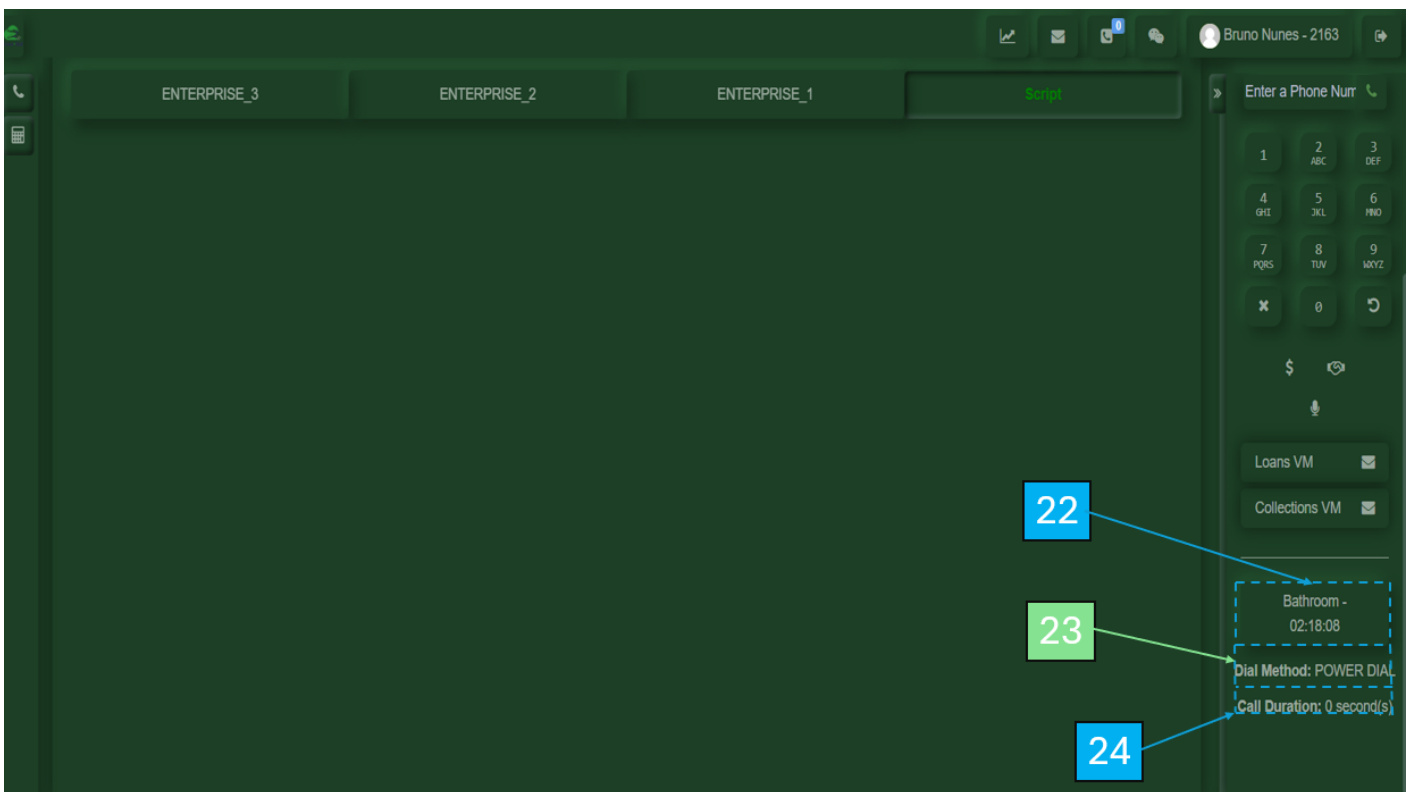 0
Bruno Nunes - 2163
ENTERPRISE_3
ENTERPRISE_2
ENTERPRISE_1
Script
Enter a Phone Num
1
2
ABC
3
DEF
4
GHI
5
JKL
6
MNO
7
PQRS
8
TUV
9
WXYZ
0
$
Loans VM
Collections VM
22
Bathroom -
02:18:08
23
Dial Method: POWER DIAL
Call Duration: 0 second(s)
24